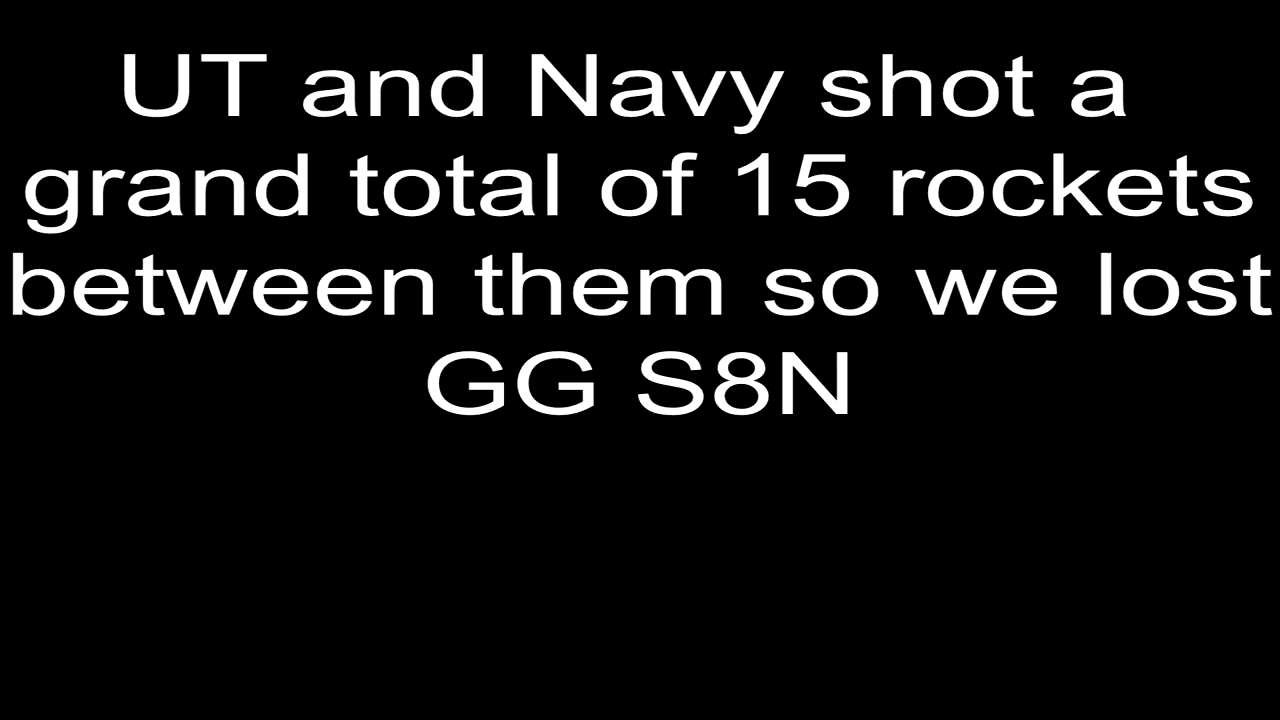 UT and Navy shot a
grand total of 15 rockets
between them so we lost
GG S8N